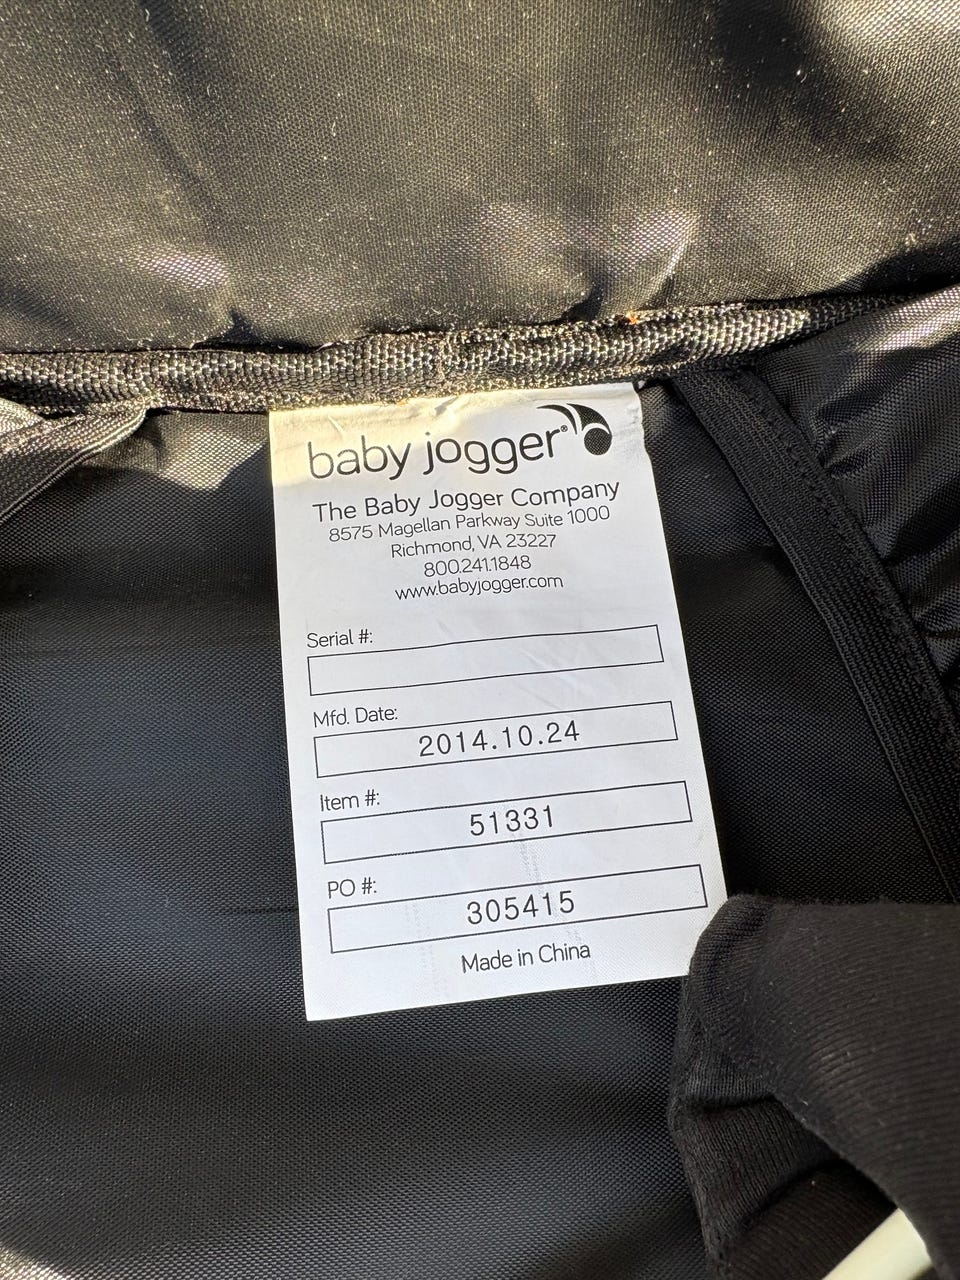 baby jogger®
The Baby Jogger Company
8575 Magellan Parkway Suite 1000
Richmond, VA 23227
800.241.1848
www.babyjogger.com
Serial #:
Mfd. Date:
2014.10.24
Item #:
51331
PO #:
305415
Made in China